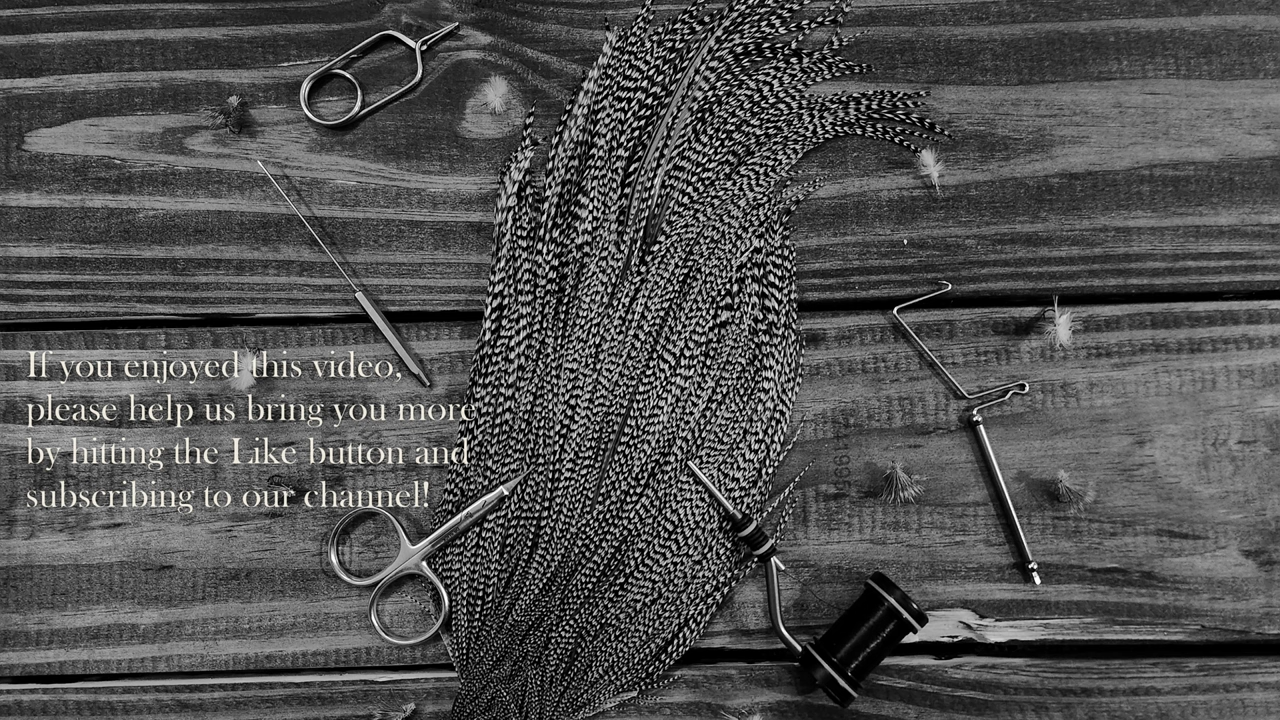 If you enjoyed this video,
please help us bring you more
by hitting the Like button and
subscribing to our channel!